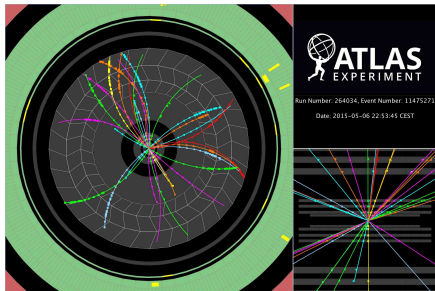 ATLAS
EXPERIMENT
Run Number: 264034, Event Number: 11475271
Date: 2015-05-06 22:53:45 CEST